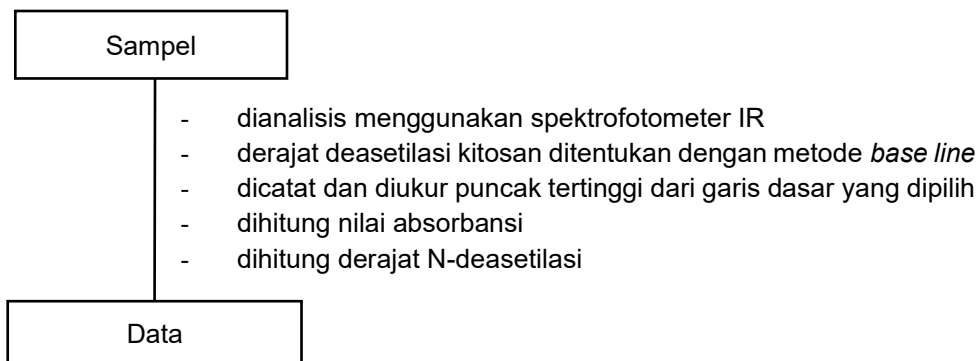 Sampel
- dianalisis menggunakan spektrofotometer IR
- derajat deasetilasi kitosan ditentukan dengan metode base line
- dicatat dan diukur puncak tertinggi dari garis dasar yang dipilih
- dihitung nilai absorbansi
- dihitung derajat N-deasetilasi
Data